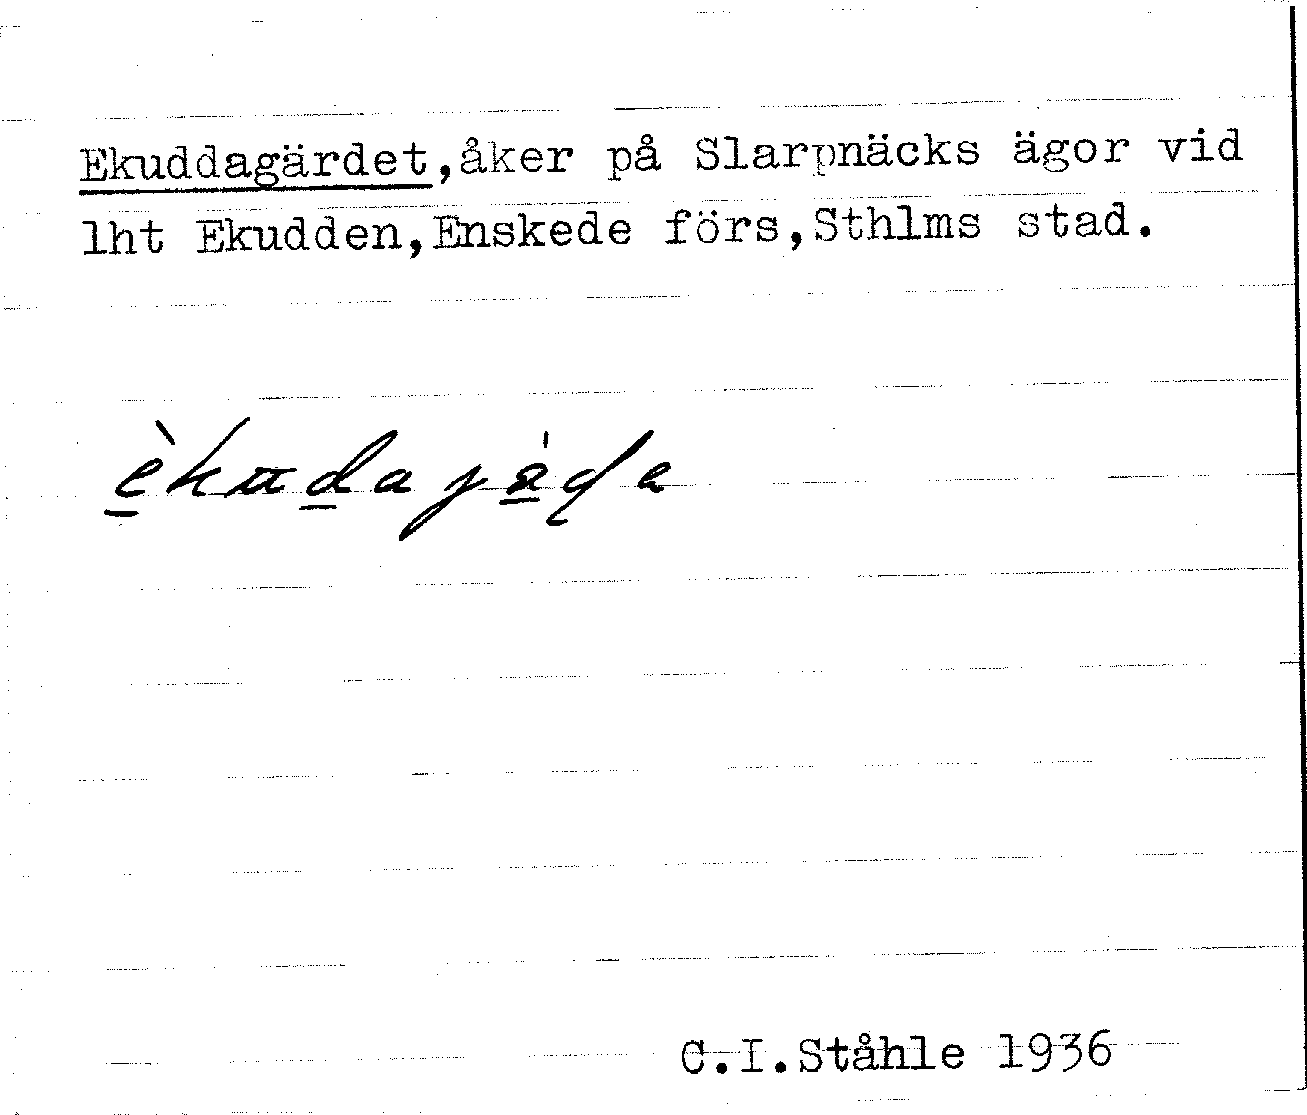 Ekuddagärdet,åker på Slarpnäcks ägor vid
lht Ekudden,Enskede förs,Sthlms stad.
C.I.Ståhle 1936